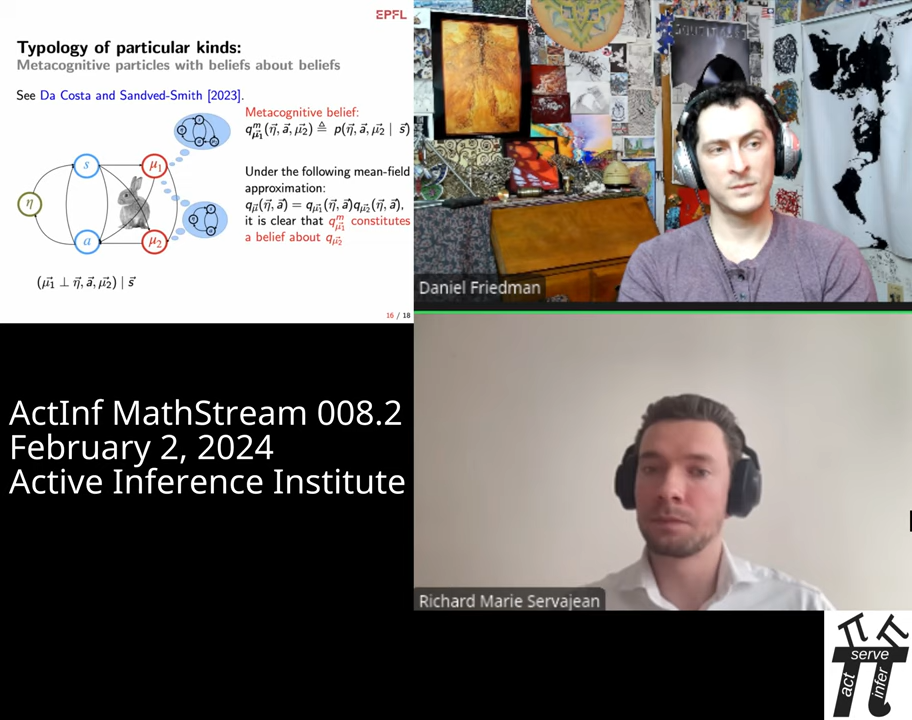 EPFL
Typology of particular kinds:
Metacognitive particles with beliefs about beliefs
See Da Costa and Sandved-Smith [2023].
Metacognitive belief:
q^m_{μ⃗₁}(η⃗, a⃗, μ⃗₂) ≜ p(η⃗, a⃗, μ⃗₂ | s⃗)
Under the following mean-field
approximation:
q_{μ⃗}(η⃗, a⃗) = q_{μ⃗₁}(η⃗, a⃗)q_{μ⃗₂}(η⃗, a⃗),
it is clear that q^m_{μ⃗₁} constitutes
a belief about q_{μ⃗₂}
s
μ₁
η
a
μ₂
(μ⃗₁ ⊥ η⃗, a⃗, μ⃗₂) | s⃗
16 / 18
Daniel Friedman
ActInf MathStream 008.2
February 2, 2024
Active Inference Institute
Richard Marie Servajean
serve
act
infer